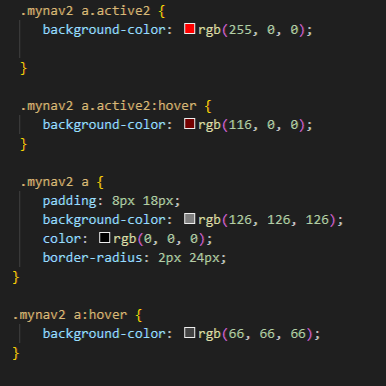 .mynav2 a.active2 {
background-color: rgb(255, 0, 0);
}
.mynav2 a.active2:hover {
background-color: rgb(116, 0, 0);
}
.mynav2 a {
padding: 8px 18px;
background-color: rgb(126, 126, 126);
color: rgb(0, 0, 0);
border-radius: 2px 24px;
}
.mynav2 a:hover {
background-color: rgb(66, 66, 66);
}